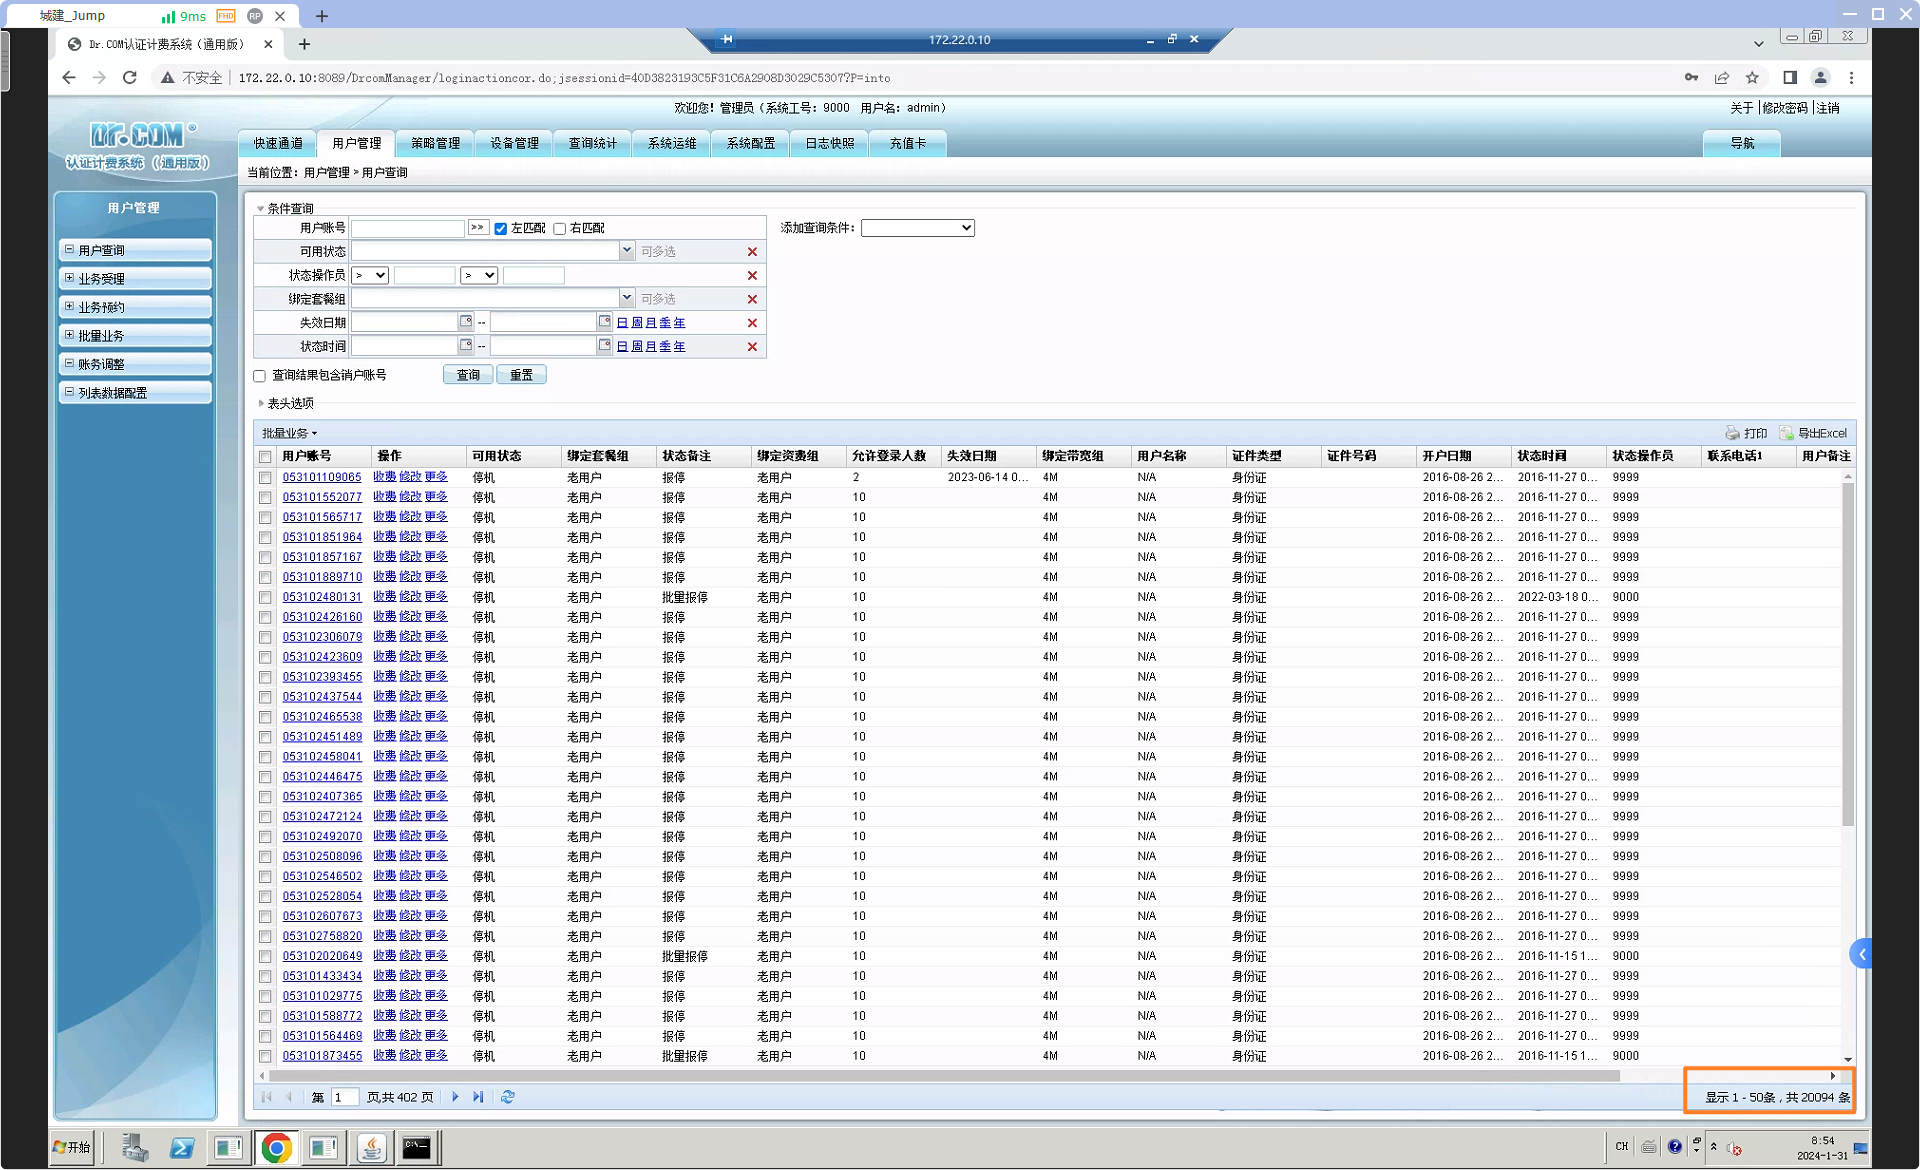 城建_Jump 9ms FHD RP
Dr.COM认证计费系统（通用版）
172.22.0.10
不安全 172.22.0.10:8089/DrcomManager/loginactioncor.do;jsessionid=40D3823193C5F31C6A2908D3029C5307?P=into
欢迎您！管理员（系统工号：9000 用户名：admin）
关于 |修改密码 |注销
Dr.COM®
认证计费系统（通用版）
快速通道 用户管理 策略管理 设备管理 查询统计 系统运维 系统配置 日志快照 充值卡 导航
当前位置：用户管理 > 用户查询
用户管理
用户查询
业务受理
业务预约
批量业务
账务调整
列表数据配置
条件查询
用户账号 >> 左匹配 右匹配 添加查询条件：
可用状态 可多选
状态操作员 > >
绑定套餐组 可多选
失效日期 -- 日 周 月 季 年
状态时间 -- 日 周 月 季 年
查询结果包含销户账号 查询 重置
表头选项
批量业务 打印 导出Excel
用户账号 操作 可用状态 绑定套餐组 状态备注 绑定资费组 允许登录人数 失效日期 绑定带宽组 用户名称 证件类型 证件号码 开户日期 状态时间 状态操作员 联系电话1 用户备注
053101109065 收费 修改 更多 停机 老用户 报停 老用户 2 2023-06-14 0... 4M N/A 身份证 2016-08-26 2... 2016-11-27 0... 9999
053101552077 收费 修改 更多 停机 老用户 报停 老用户 10 4M N/A 身份证 2016-08-26 2... 2016-11-27 0... 9999
053101565717 收费 修改 更多 停机 老用户 报停 老用户 10 4M N/A 身份证 2016-08-26 2... 2016-11-27 0... 9999
053101851964 收费 修改 更多 停机 老用户 报停 老用户 10 4M N/A 身份证 2016-08-26 2... 2016-11-27 0... 9999
053101857167 收费 修改 更多 停机 老用户 报停 老用户 10 4M N/A 身份证 2016-08-26 2... 2016-11-27 0... 9999
053101889710 收费 修改 更多 停机 老用户 报停 老用户 10 4M N/A 身份证 2016-08-26 2... 2016-11-27 0... 9999
053102480131 收费 修改 更多 停机 老用户 批量报停 老用户 10 4M N/A 身份证 2016-08-26 2... 2022-03-18 0... 9000
053102426160 收费 修改 更多 停机 老用户 报停 老用户 10 4M N/A 身份证 2016-08-26 2... 2016-11-27 0... 9999
053102306079 收费 修改 更多 停机 老用户 报停 老用户 10 4M N/A 身份证 2016-08-26 2... 2016-11-27 0... 9999
053102423609 收费 修改 更多 停机 老用户 报停 老用户 10 4M N/A 身份证 2016-08-26 2... 2016-11-27 0... 9999
053102393455 收费 修改 更多 停机 老用户 报停 老用户 10 4M N/A 身份证 2016-08-26 2... 2016-11-27 0... 9999
053102437544 收费 修改 更多 停机 老用户 报停 老用户 10 4M N/A 身份证 2016-08-26 2... 2016-11-27 0... 9999
053102465538 收费 修改 更多 停机 老用户 报停 老用户 10 4M N/A 身份证 2016-08-26 2... 2016-11-27 0... 9999
053102451489 收费 修改 更多 停机 老用户 报停 老用户 10 4M N/A 身份证 2016-08-26 2... 2016-11-27 0... 9999
053102458041 收费 修改 更多 停机 老用户 报停 老用户 10 4M N/A 身份证 2016-08-26 2... 2016-11-27 0... 9999
053102446475 收费 修改 更多 停机 老用户 报停 老用户 10 4M N/A 身份证 2016-08-26 2... 2016-11-27 0... 9999
053102407365 收费 修改 更多 停机 老用户 报停 老用户 10 4M N/A 身份证 2016-08-26 2... 2016-11-27 0... 9999
053102472124 收费 修改 更多 停机 老用户 报停 老用户 10 4M N/A 身份证 2016-08-26 2... 2016-11-27 0... 9999
053102492070 收费 修改 更多 停机 老用户 报停 老用户 10 4M N/A 身份证 2016-08-26 2... 2016-11-27 0... 9999
053102508096 收费 修改 更多 停机 老用户 报停 老用户 10 4M N/A 身份证 2016-08-26 2... 2016-11-27 0... 9999
053102546502 收费 修改 更多 停机 老用户 报停 老用户 10 4M N/A 身份证 2016-08-26 2... 2016-11-27 0... 9999
053102528054 收费 修改 更多 停机 老用户 报停 老用户 10 4M N/A 身份证 2016-08-26 2... 2016-11-27 0... 9999
053102607673 收费 修改 更多 停机 老用户 报停 老用户 10 4M N/A 身份证 2016-08-26 2... 2016-11-27 0... 9999
053102758820 收费 修改 更多 停机 老用户 报停 老用户 10 4M N/A 身份证 2016-08-26 2... 2016-11-27 0... 9999
053102020649 收费 修改 更多 停机 老用户 批量报停 老用户 10 4M N/A 身份证 2016-08-26 2... 2016-11-15 1... 9000
053101433434 收费 修改 更多 停机 老用户 报停 老用户 10 4M N/A 身份证 2016-08-26 2... 2016-11-27 0... 9999
053101029775 收费 修改 更多 停机 老用户 报停 老用户 10 4M N/A 身份证 2016-08-26 2... 2016-11-27 0... 9999
053101588772 收费 修改 更多 停机 老用户 报停 老用户 10 4M N/A 身份证 2016-08-26 2... 2016-11-27 0... 9999
053101564469 收费 修改 更多 停机 老用户 报停 老用户 10 4M N/A 身份证 2016-08-26 2... 2016-11-27 0... 9999
053101873455 收费 修改 更多 停机 老用户 批量报停 老用户 10 4M N/A 身份证 2016-08-26 2... 2016-11-15 1... 9000
第 1 页,共 402 页 显示 1 - 50条，共 20094 条
开始 CH 8:54
2024-1-31